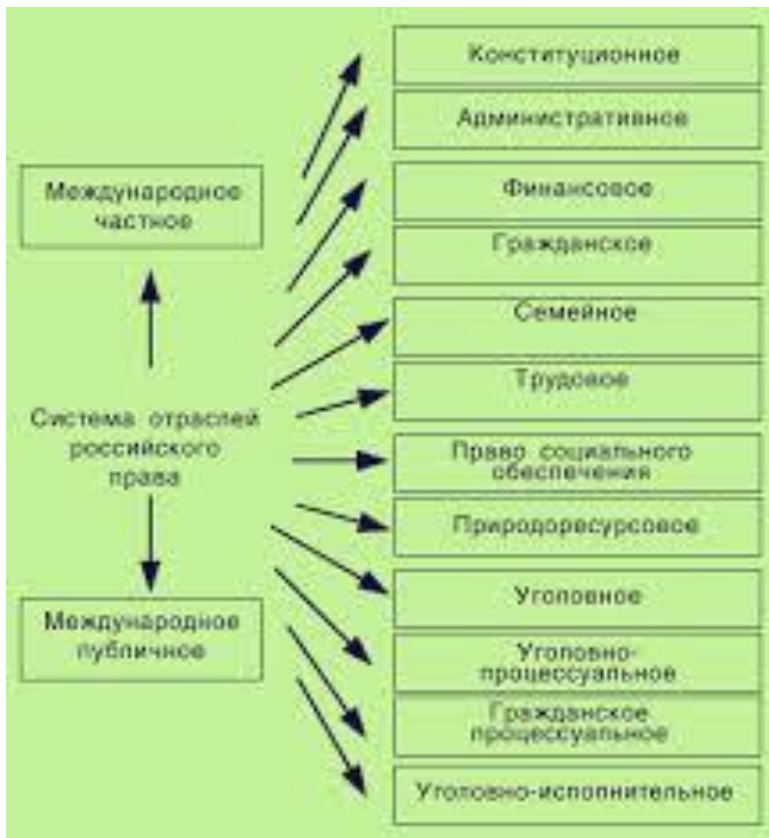 Международное
частное
Система отраслей
российского
права
Международное
публичное
Конституционное
Административное
Финансовое
Гражданское
Семейное
Трудовое
Право социального
обеспечения
Природоресурсовое
Уголовное
Уголовно-
процессуальное
Гражданское
процессуальное
Уголовно-исполнительное